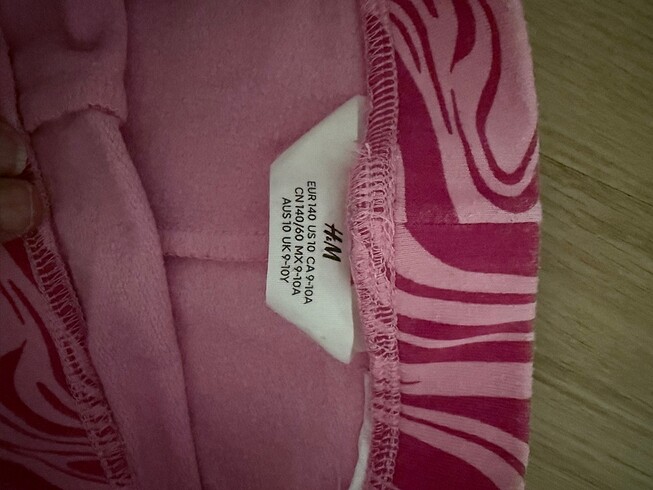 H&M
EUR 140 US 10 CA 9-10A
CN 140/60 MX 9-10A
AUS 10 UK 9-10Y